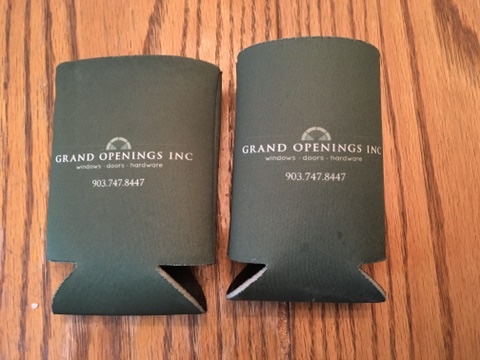 GRAND OPENINGS INC
windows · doors · hardware
903.747.8447
GRAND OPENINGS INC
windows · doors · hardware
903.747.8447